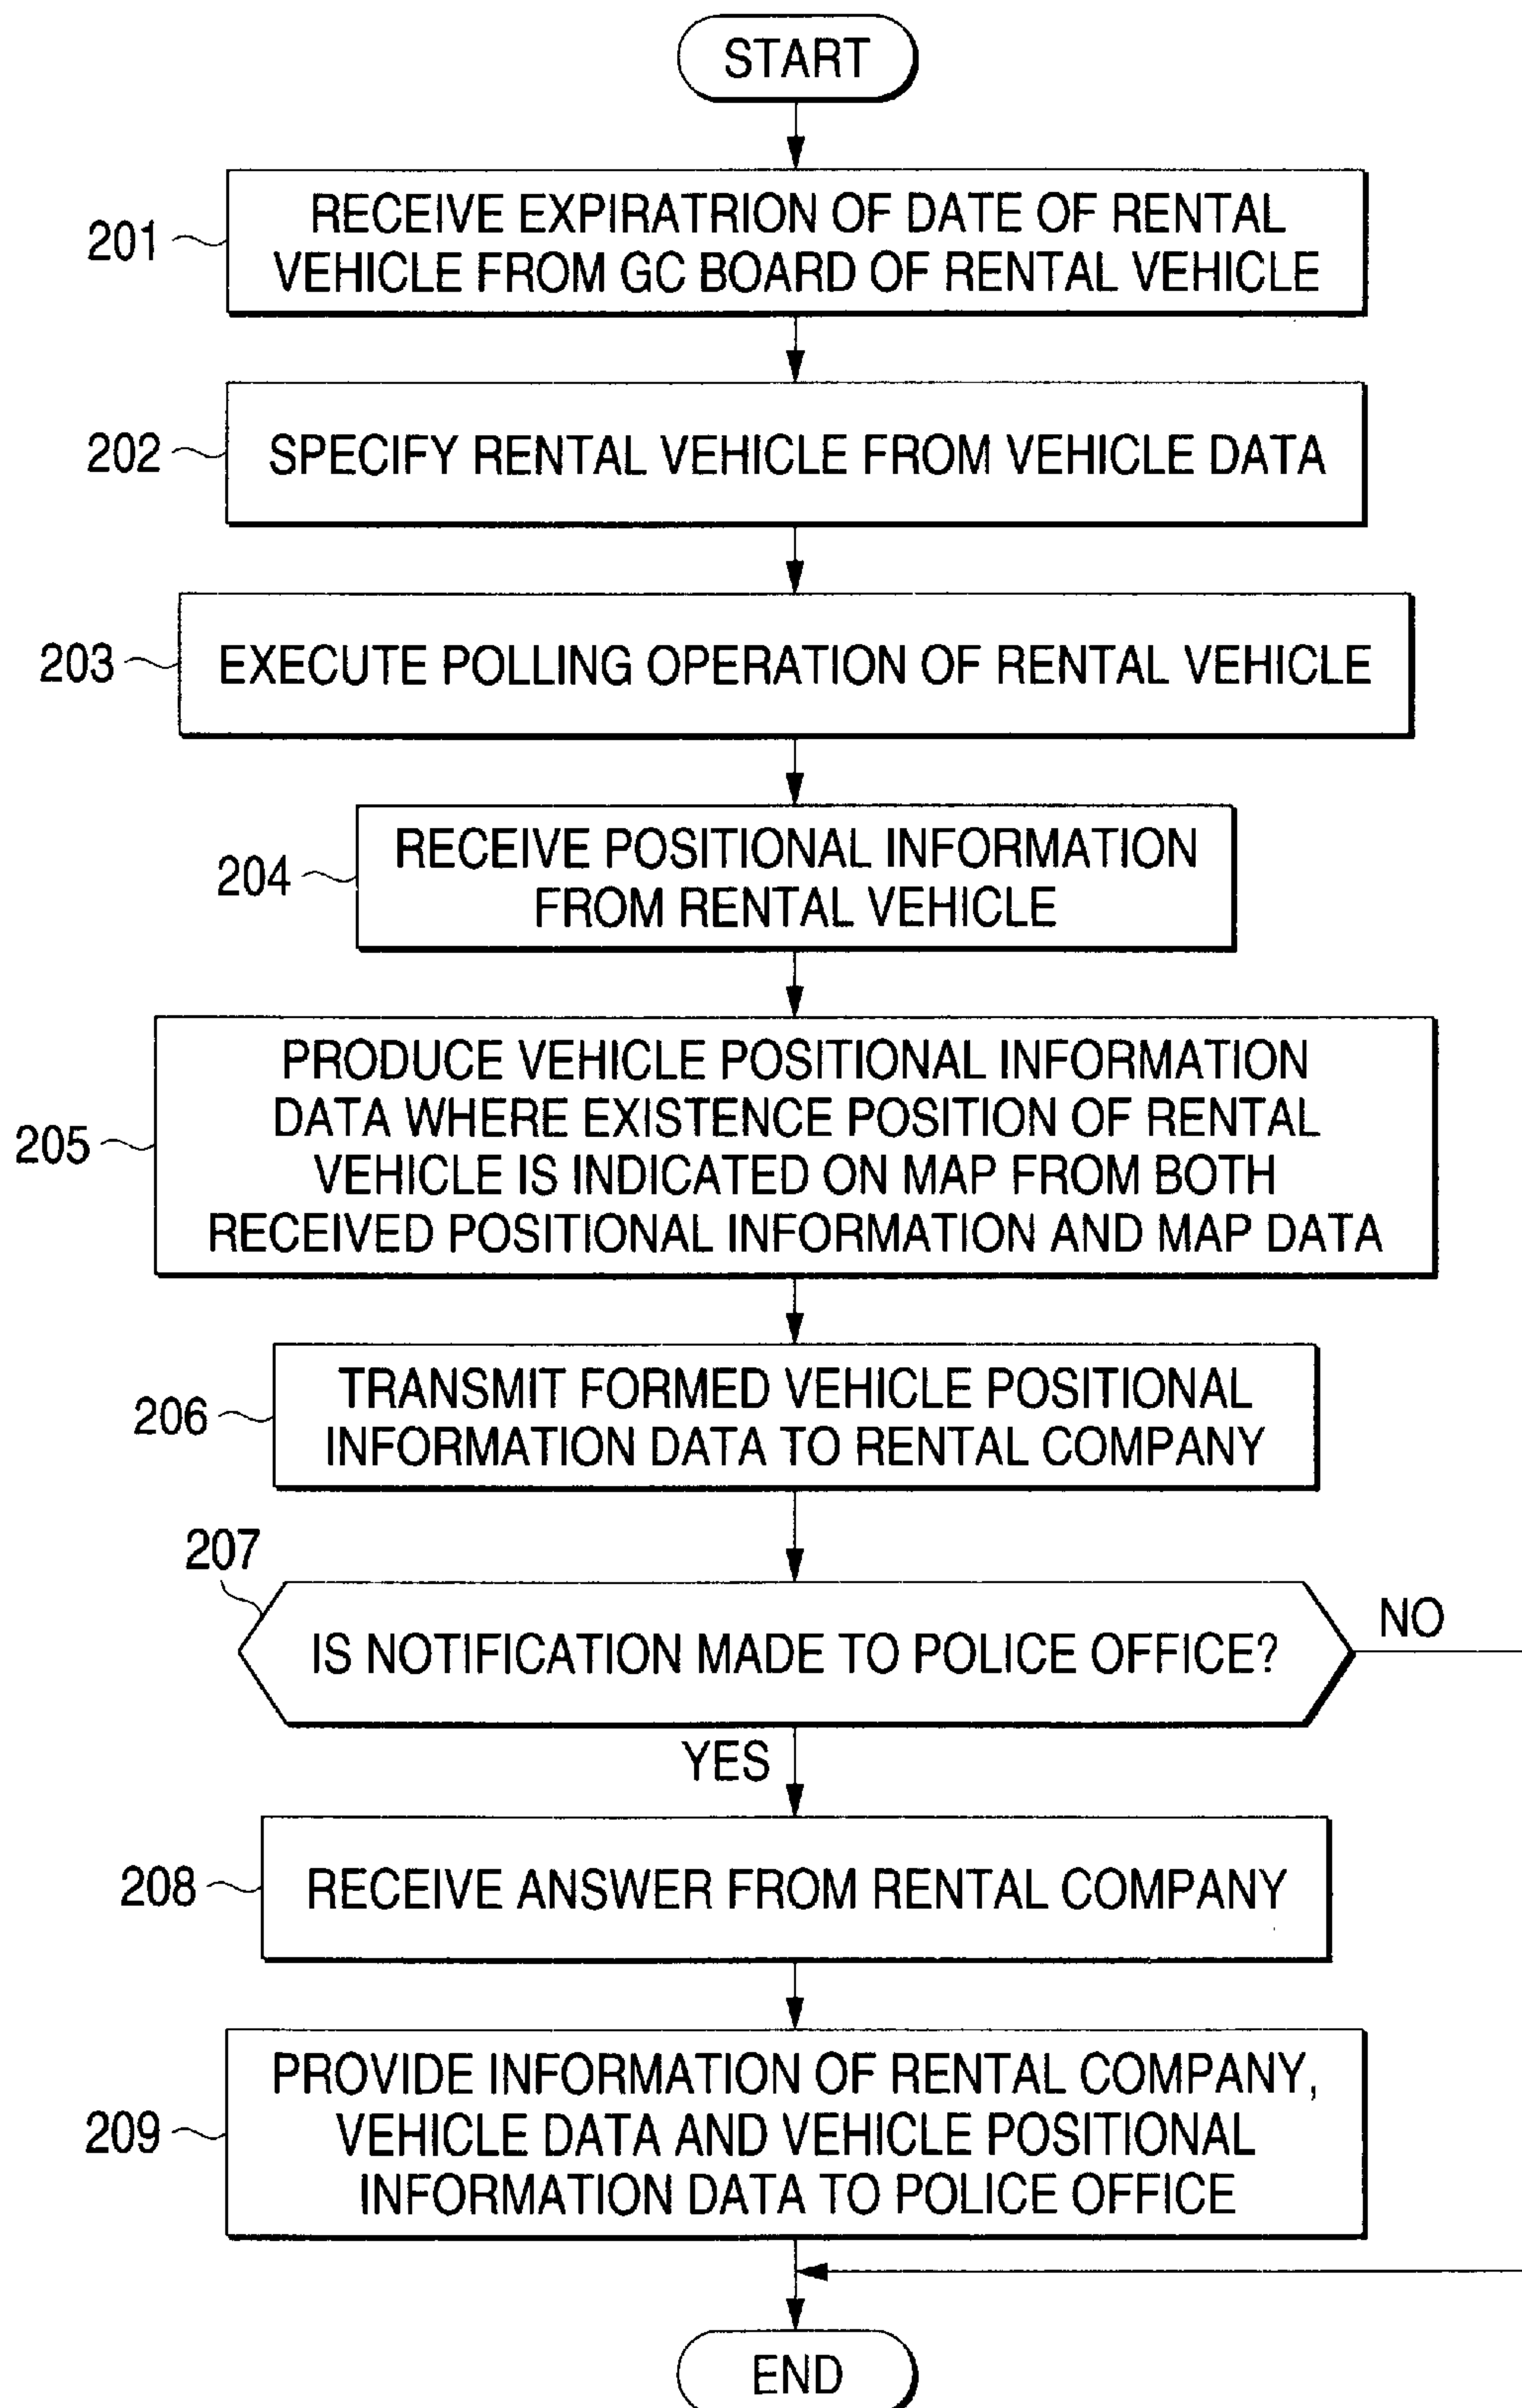 START
201
RECEIVE EXPIRATRION OF DATE OF RENTAL
VEHICLE FROM GC BOARD OF RENTAL VEHICLE
202
SPECIFY RENTAL VEHICLE FROM VEHICLE DATA
203
EXECUTE POLLING OPERATION OF RENTAL VEHICLE
204
RECEIVE POSITIONAL INFORMATION
FROM RENTAL VEHICLE
205
PRODUCE VEHICLE POSITIONAL INFORMATION
DATA WHERE EXISTENCE POSITION OF RENTAL
VEHICLE IS INDICATED ON MAP FROM BOTH
RECEIVED POSITIONAL INFORMATION AND MAP DATA
206
TRANSMIT FORMED VEHICLE POSITIONAL
INFORMATION DATA TO RENTAL COMPANY
207
IS NOTIFICATION MADE TO POLICE OFFICE?
NO
YES
208
RECEIVE ANSWER FROM RENTAL COMPANY
209
PROVIDE INFORMATION OF RENTAL COMPANY,
VEHICLE DATA AND VEHICLE POSITIONAL
INFORMATION DATA TO POLICE OFFICE
END